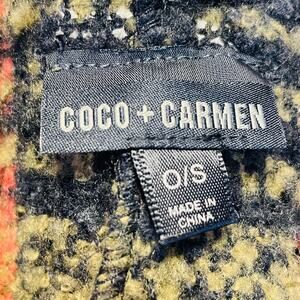 COCO + CARMEN
O/S
MADE IN
CHINA